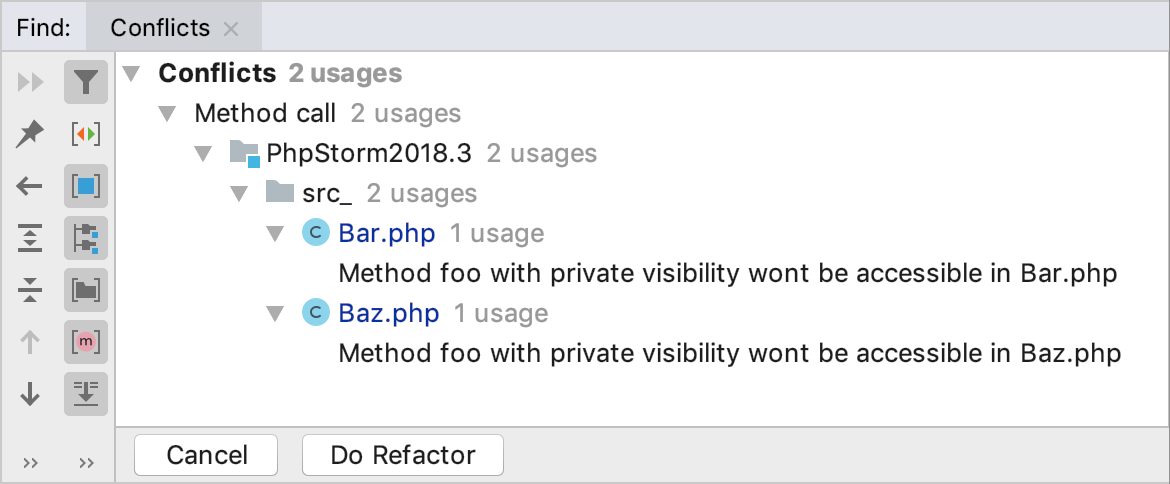 Find: Conflicts
Conflicts 2 usages
Method call 2 usages
PhpStorm2018.3 2 usages
src_ 2 usages
C Bar.php 1 usage
Method foo with private visibility wont be accessible in Bar.php
C Baz.php 1 usage
Method foo with private visibility wont be accessible in Baz.php
m
Cancel Do Refactor